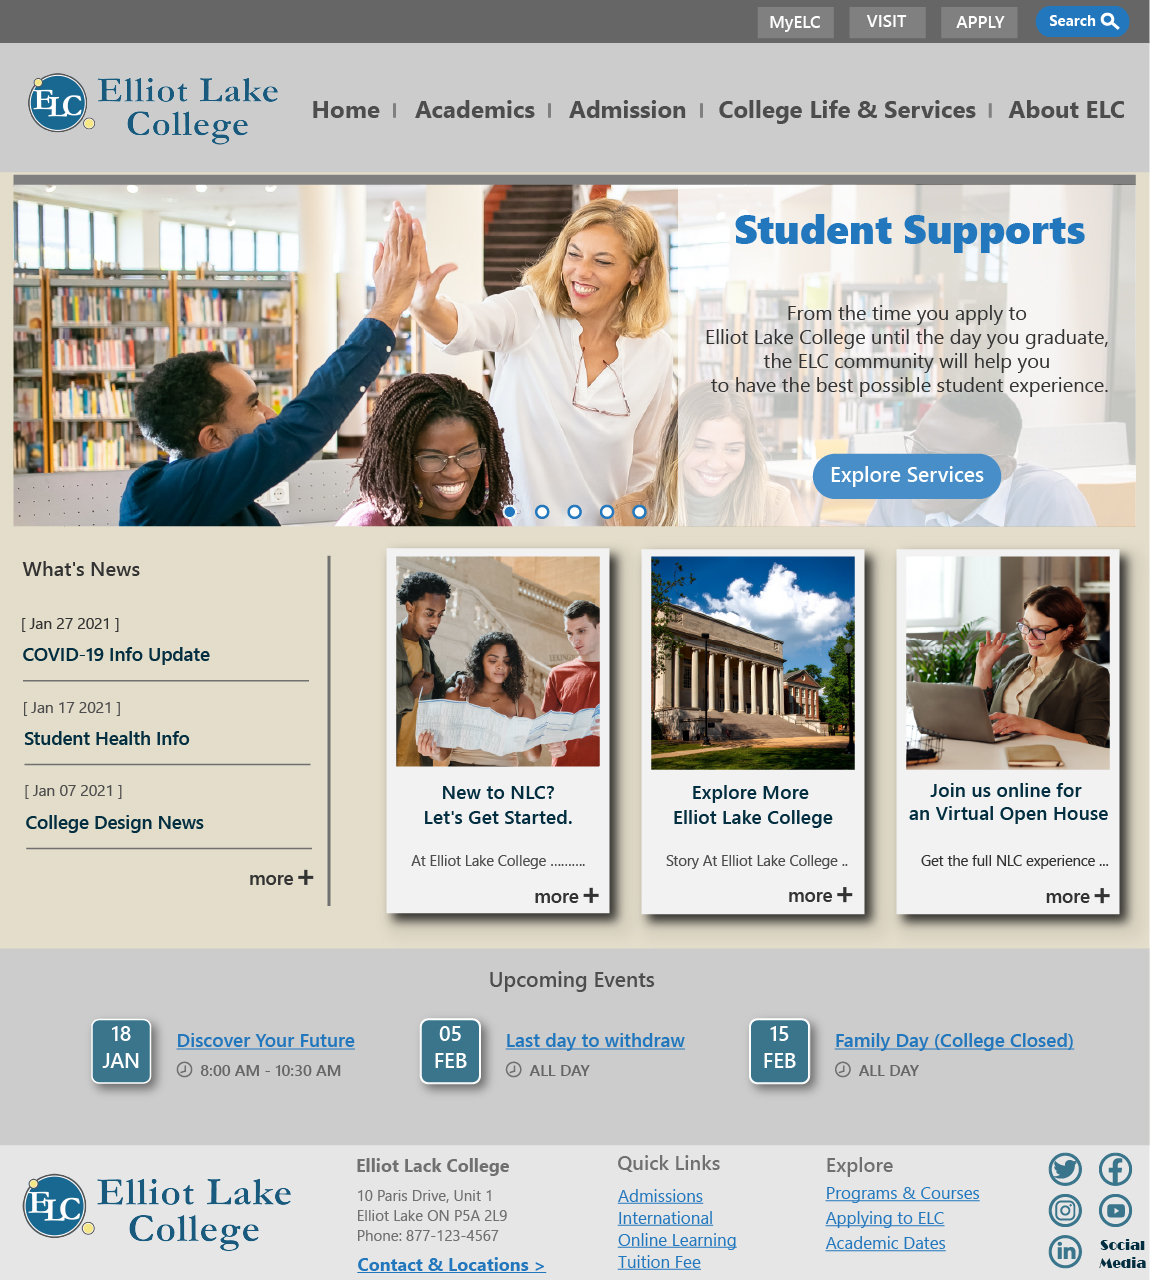 MyELC
VISIT
APPLY
Search
ELC
Elliot Lake
College
Home
Academics
Admission
College Life & Services
About ELC
Student Supports
From the time you apply to
Elliot Lake College until the day you graduate,
the ELC community will help you
to have the best possible student experience.
Explore Services
What's News
[ Jan 27 2021 ]
COVID-19 Info Update
[ Jan 17 2021 ]
Student Health Info
[ Jan 07 2021 ]
College Design News
more +
New to NLC?
Let's Get Started.
At Elliot Lake College ..........
more +
Explore More
Elliot Lake College
Story At Elliot Lake College ..
more +
Join us online for
an Virtual Open House
Get the full NLC experience ...
more +
Upcoming Events
18
JAN
Discover Your Future
8:00 AM - 10:30 AM
05
FEB
Last day to withdraw
ALL DAY
15
FEB
Family Day (College Closed)
ALL DAY
ELC
Elliot Lake
College
Elliot Lack College
10 Paris Drive, Unit 1
Elliot Lake ON P5A 2L9
Phone: 877-123-4567
Contact & Locations >
Quick Links
Admissions
International
Online Learning
Tuition Fee
Explore
Programs & Courses
Applying to ELC
Academic Dates
in
Social
Media